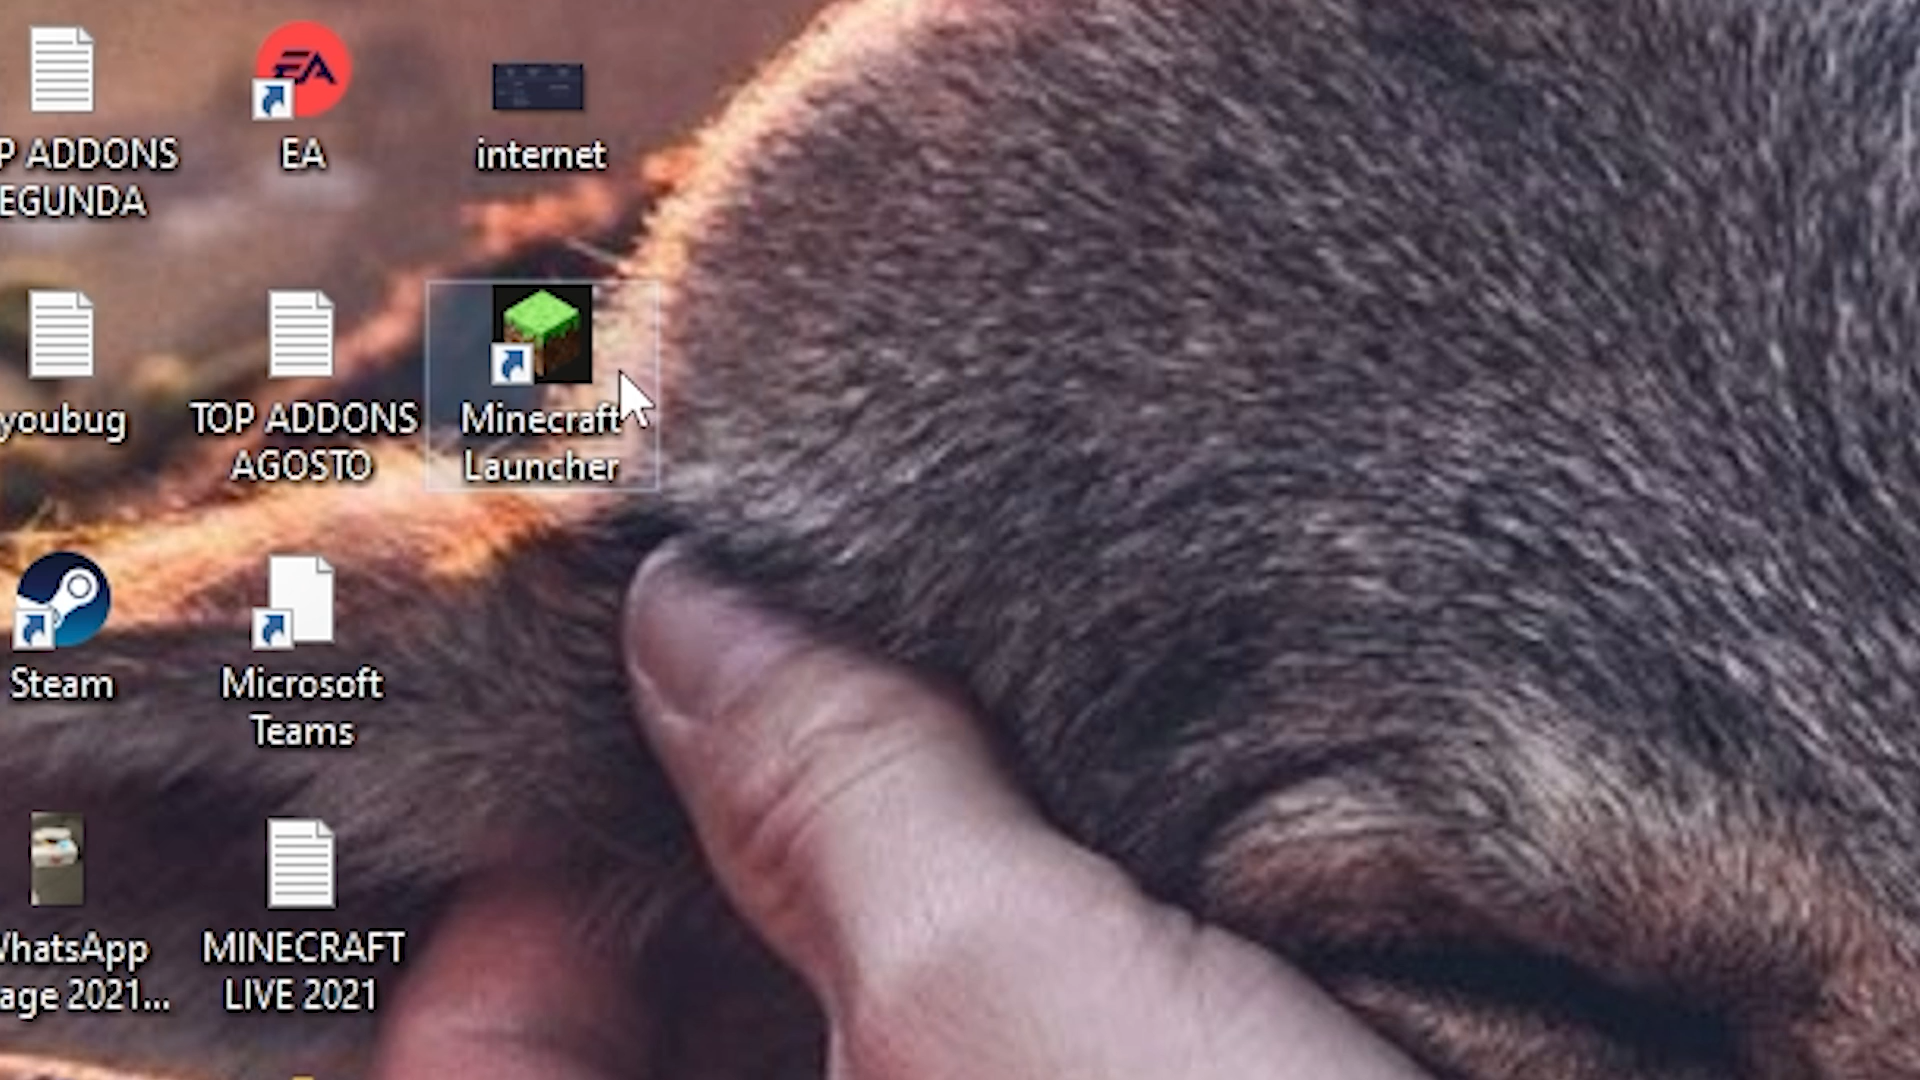 P ADDONS
EGUNDA
EA
EA
internet
youbug
TOP ADDONS
AGOSTO
Minecraft
Launcher
Steam
Microsoft
Teams
WhatsApp
age 2021...
MINECRAFT
LIVE 2021